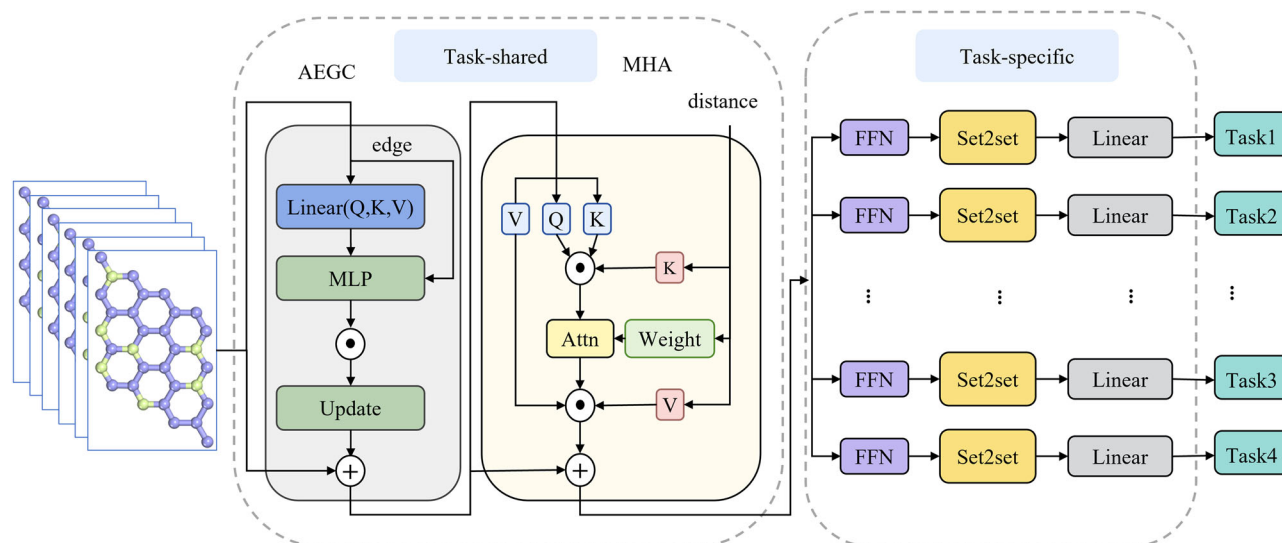 Task-shared
AEGC
MHA
distance
edge
Linear(Q,K,V)
MLP
Update
V
Q
K
K
Attn
Weight
V
Task-specific
FFN
Set2set
Linear
Task1
FFN
Set2set
Linear
Task2
...
...
...
...
FFN
Set2set
Linear
Task3
FFN
Set2set
Linear
Task4